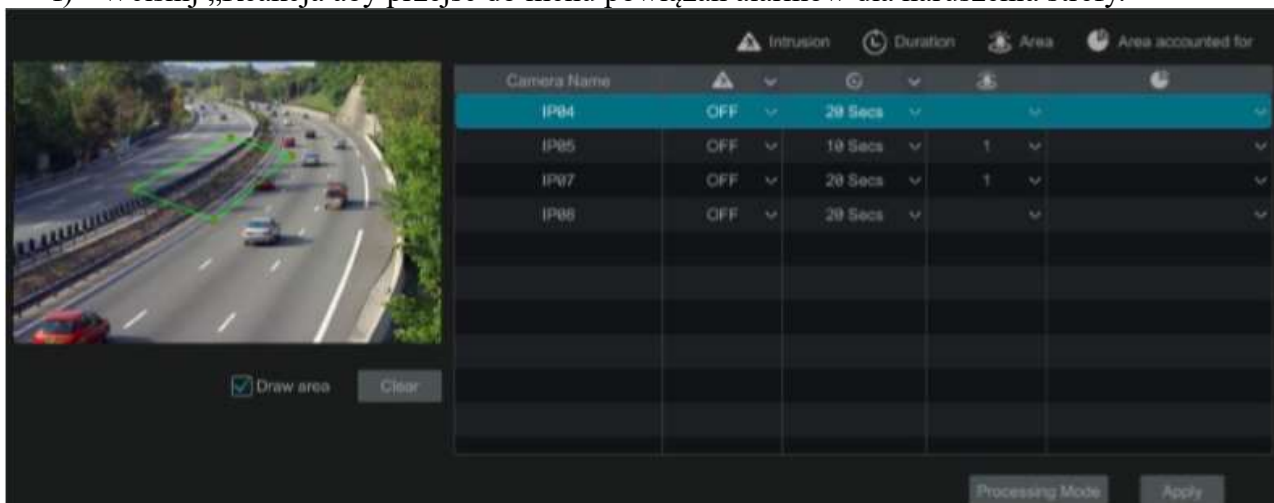 Intrusion Duration Area Area accounted for
Camera Name
IP04 OFF 20 Secs
IP05 OFF 10 Secs 1
IP07 OFF 20 Secs 1
IP08 OFF 20 Secs
Draw area Clear
Processing Mode Apply